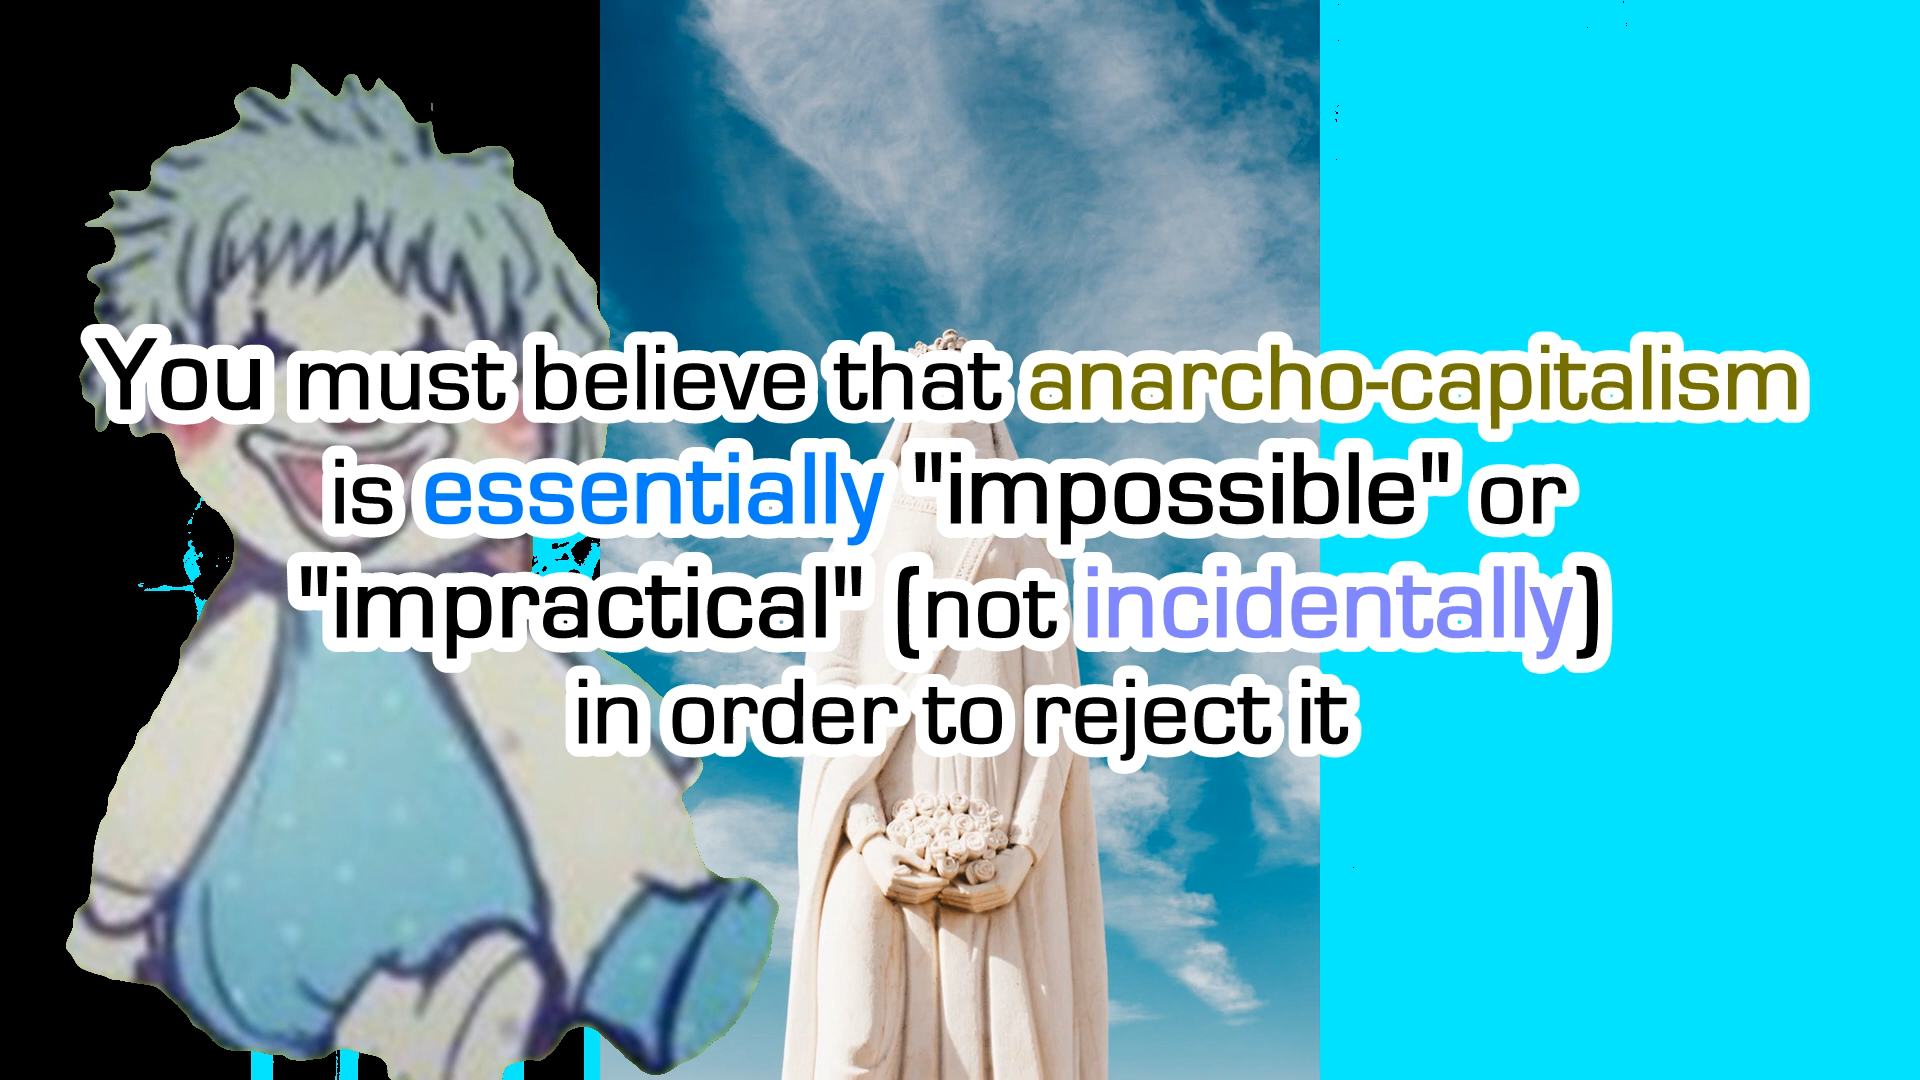 You must believe that anarcho-capitalism
is essentially "impossible" or
"impractical" (not incidentally)
in order to reject it